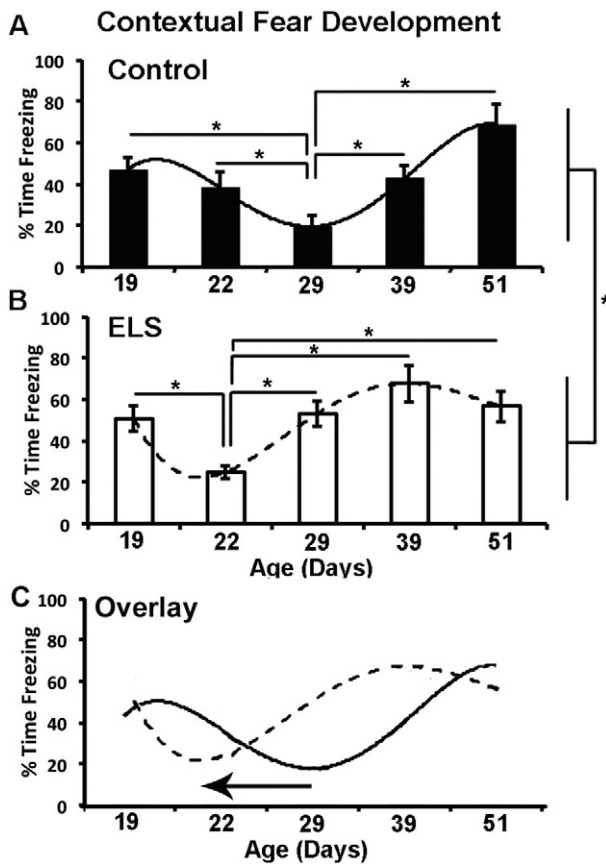 Contextual Fear Development
A
Control
% Time Freezing
100
80
60
40
20
0
* * * *
19 22 29 39 51
B
ELS
% Time Freezing
100
80
60
40
20
0
* * * *
19 22 29 39 51
Age (Days)
*
C
Overlay
% Time Freezing
100
80
60
40
20
0
19 22 29 39 51
Age (Days)